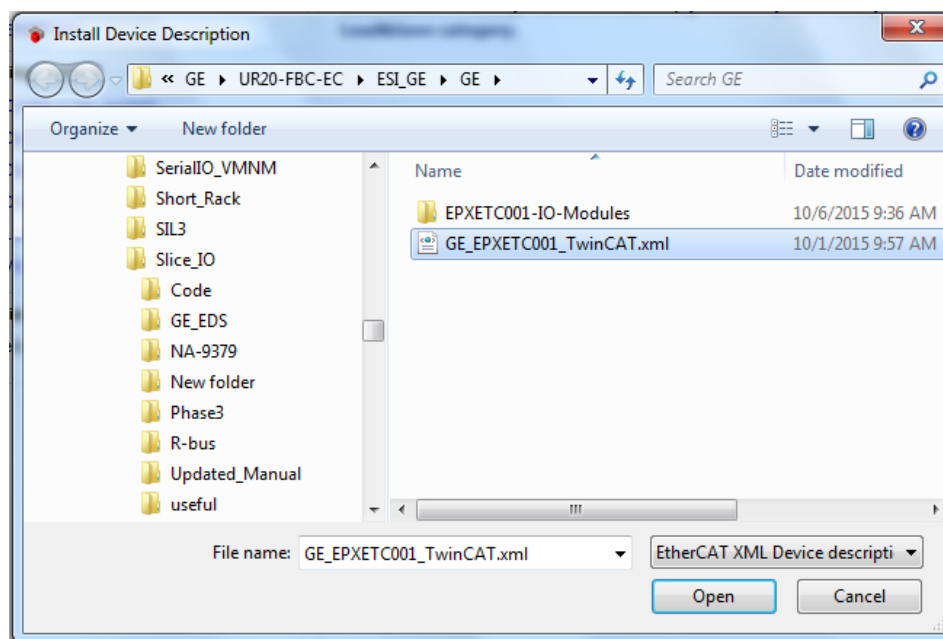 Install Device Description
« GE ▸ UR20-FBC-EC ▸ ESI_GE ▸ GE ▸
Search GE
Organize
New folder
SerialIO_VMNM
Short_Rack
SIL3
Slice_IO
Code
GE_EDS
NA-9379
New folder
Phase3
R-bus
Updated_Manual
useful
Name Date modified
EPXETC001-IO-Modules 10/6/2015 9:36 AM
GE_EPXETC001_TwinCAT.xml 10/1/2015 9:57 AM
File name: GE_EPXETC001_TwinCAT.xml EtherCAT XML Device descripti
Open Cancel